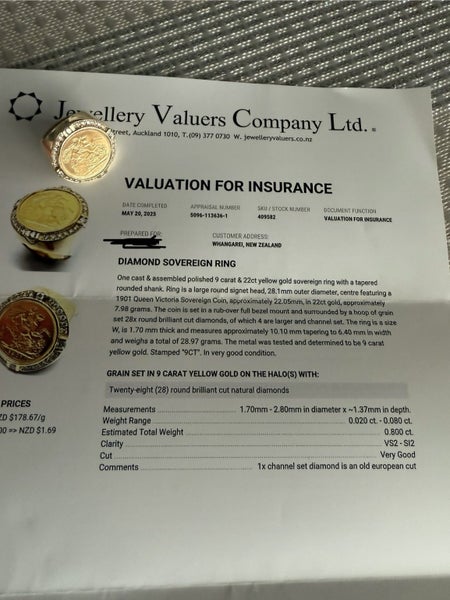 Jewellery Valuers Company Ltd.
Street, Auckland 1010, T.(09) 377 0730 W. jewelleryvaluers.co.nz
VALUATION FOR INSURANCE
DATE COMPLETED APPRAISAL NUMBER SKU / STOCK NUMBER DOCUMENT FUNCTION
MAY 20, 2025 5096-113636-1 409582 VALUATION FOR INSURANCE
PREPARED FOR: CUSTOMER ADDRESS:
WHANGAREI, NEW ZEALAND
DIAMOND SOVEREIGN RING
One cast & assembled polished 9 carat & 22ct yellow gold sovereign ring with a tapered
rounded shank. Ring is a large round signet head, 28.1mm outer diameter, centre featuring a
1901 Queen Victoria Sovereign Coin, approximately 22.05mm, in 22ct gold, approximately
7.98 grams. The coin is set in a rub-over full bezel mount and surrounded by a hoop of grain
set 28x round brilliant cut diamonds, of which 4 are larger and channel set. The ring is a size
W, is 1.70 mm thick and measures approximately 10.10 mm tapering to 6.40 mm in width
and weighs a total of 28.97 grams. The metal was tested and determined to be 9 carat
yellow gold. Stamped "9CT". In very good condition.
GRAIN SET IN 9 CARAT YELLOW GOLD ON THE HALO(S) WITH:
Twenty-eight (28) round brilliant cut natural diamonds
PRICES
ZD $178.67/g
00 => NZD $1.69
Measurements 1.70mm - 2.80mm in diameter x ~1.37mm in depth.
Weight Range 0.020 ct. - 0.080 ct.
Estimated Total Weight 0.800 ct.
Clarity VS2 - SI2
Cut Very Good
Comments 1x channel set diamond is an old european cut